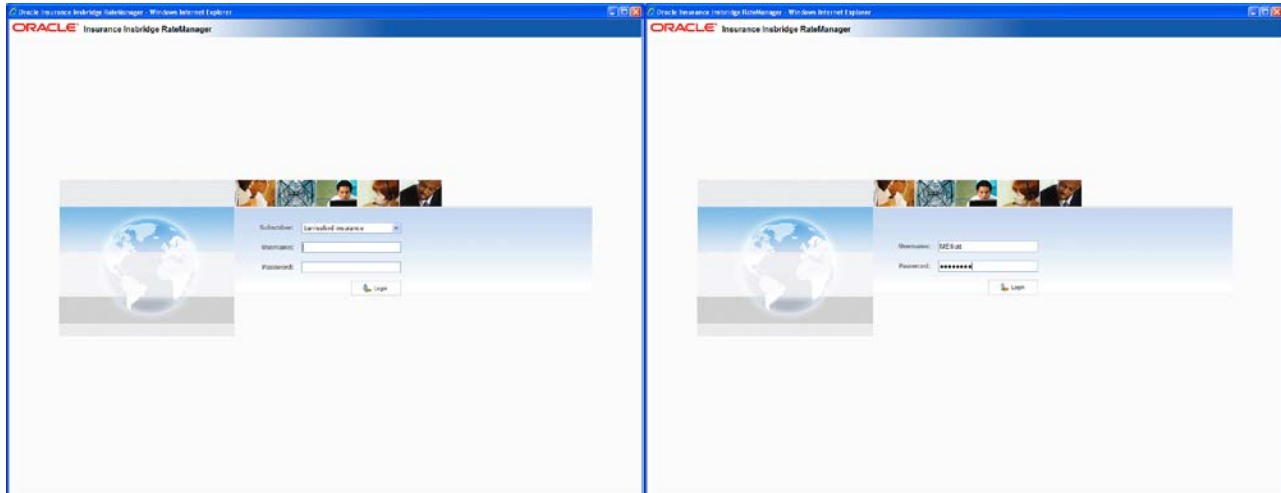 Oracle Insurance Insbridge RateManager - Windows Internet Explorer
ORACLE Insurance Insbridge RateManager
Subscriber:
Username:
Password:
Login
Oracle Insurance Insbridge RateManager - Windows Internet Explorer
ORACLE Insurance Insbridge RateManager
Username:
Password:
Login